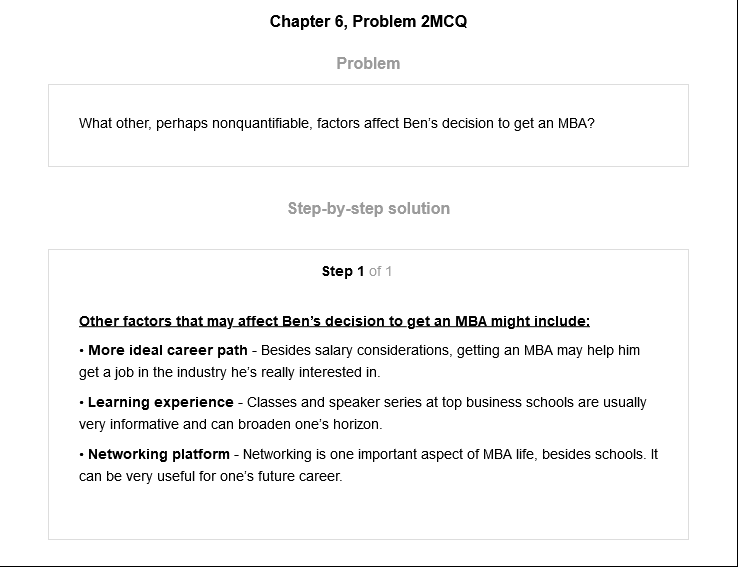 Chapter 6, Problem 2MCQ
Problem
What other, perhaps nonquantifiable, factors affect Ben's decision to get an MBA?
Step-by-step solution
Step 1 of 1
Other factors that may affect Ben's decision to get an MBA might include:
• More ideal career path - Besides salary considerations, getting an MBA may help him
get a job in the industry he's really interested in.
• Learning experience - Classes and speaker series at top business schools are usually
very informative and can broaden one's horizon.
• Networking platform - Networking is one important aspect of MBA life, besides schools. It
can be very useful for one's future career.